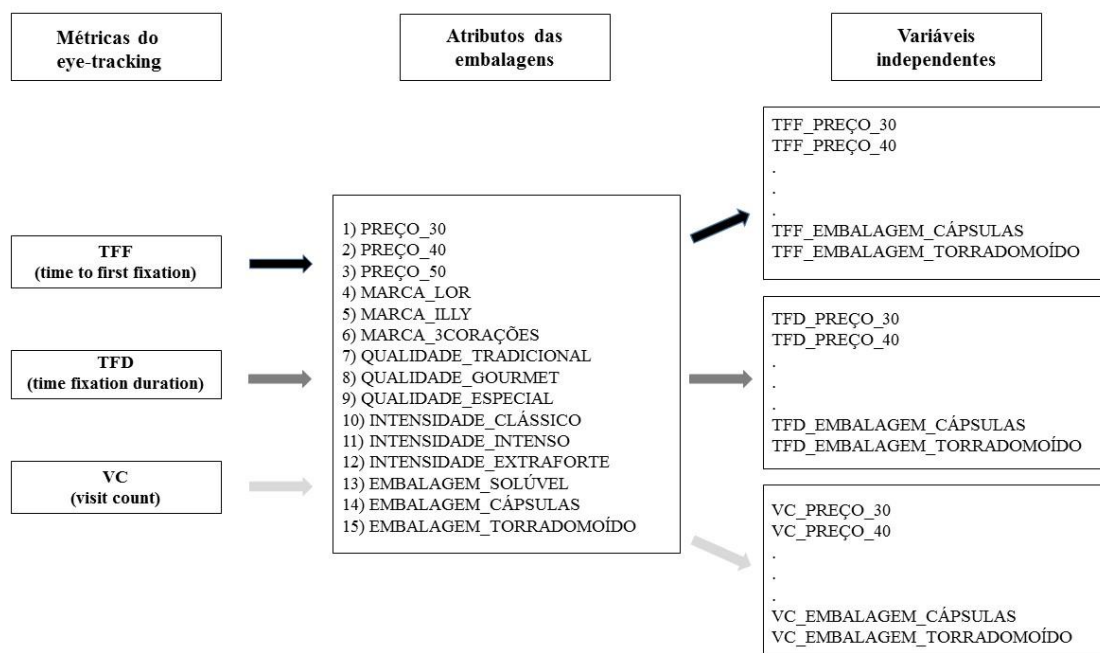 Métricas do
eye-tracking
Atributos das
embalagens
Variáveis
independentes
TFF
(time to first fixation)
TFD
(time fixation duration)
VC
(visit count)
1) PREÇO_30
2) PREÇO_40
3) PREÇO_50
4) MARCA_LOR
5) MARCA_ILLY
6) MARCA_3CORAÇÕES
7) QUALIDADE_TRADICIONAL
8) QUALIDADE_GOURMET
9) QUALIDADE_ESPECIAL
10) INTENSIDADE_CLÁSSICO
11) INTENSIDADE_INTENSO
12) INTENSIDADE_EXTRAFORTE
13) EMBALAGEM_SOLÚVEL
14) EMBALAGEM_CÁPSULAS
15) EMBALAGEM_TORRADOMOÍDO
TFF_PREÇO_30
TFF_PREÇO_40
.
.
.
TFF_EMBALAGEM_CÁPSULAS
TFF_EMBALAGEM_TORRADOMOÍDO
TFD_PREÇO_30
TFD_PREÇO_40
.
.
.
TFD_EMBALAGEM_CÁPSULAS
TFD_EMBALAGEM_TORRADOMOÍDO
VC_PREÇO_30
VC_PREÇO_40
.
.
.
VC_EMBALAGEM_CÁPSULAS
VC_EMBALAGEM_TORRADOMOÍDO